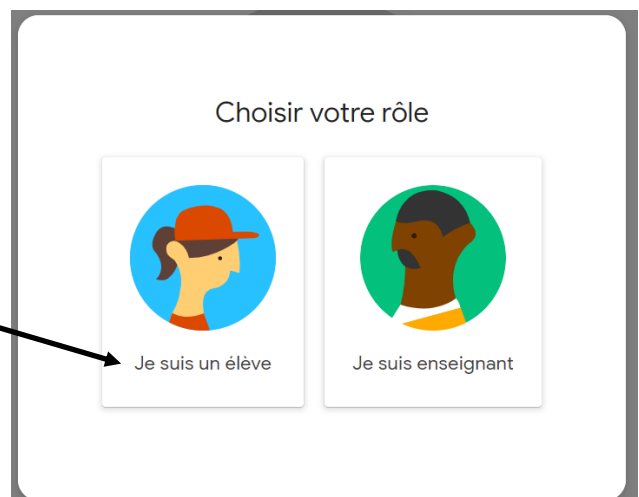 Choisir votre rôle
Je suis un élève
Je suis enseignant